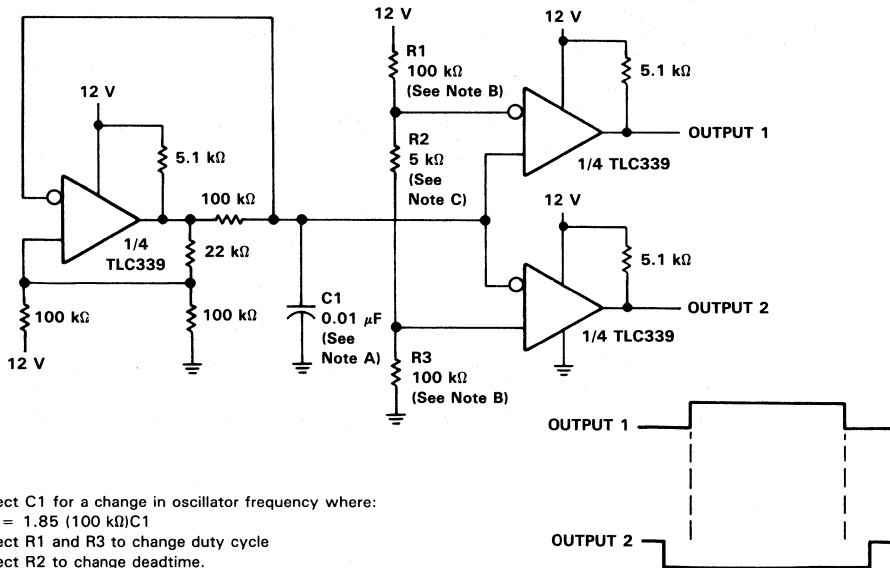 12 V
5.1 kΩ
100 kΩ
1/4
TLC339
22 kΩ
100 kΩ
12 V
100 kΩ
C1
0.01 μF
(See
Note A)
12 V
R1
100 kΩ
(See Note B)
R2
5 kΩ
(See
Note C)
R3
100 kΩ
(See Note B)
12 V
5.1 kΩ
OUTPUT 1
1/4 TLC339
12 V
5.1 kΩ
OUTPUT 2
1/4 TLC339
OUTPUT 1
OUTPUT 2
C1 for a change in oscillator frequency where:
= 1.85 (100 kΩ)C1
R1 and R3 to change duty cycle
R2 to change deadtime.